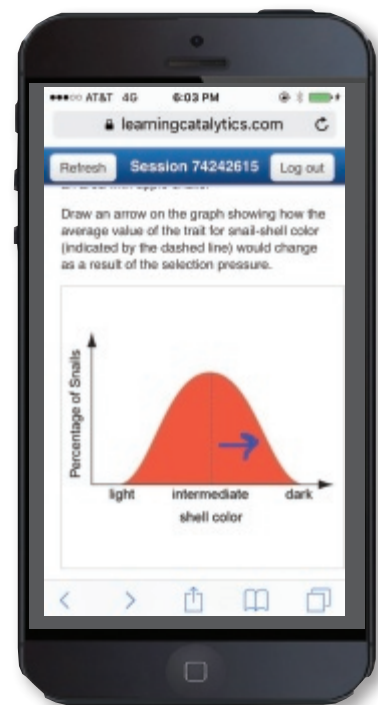 AT&T 4G 6:03 PM
learningcatalytics.com
Refresh Session 74242615 Log out
Draw an arrow on the graph showing how the
average value of the trait for snail-shell color
(indicated by the dashed line) would change
as a result of the selection pressure.
Percentage of Snails
light intermediate dark
shell color